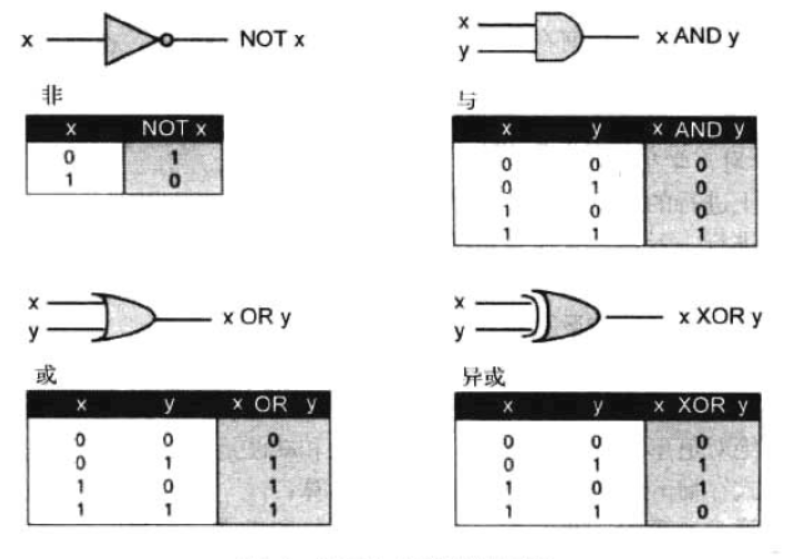 x NOT x
非
x NOT x
0 1
1 0
x
y x AND y
与
x y x AND y
0 0 0
0 1 0
1 0 0
1 1 1
x
y x OR y
或
x y x OR y
0 0 0
0 1 1
1 0 1
1 1 1
x
y x XOR y
异或
x y x XOR y
0 0 0
0 1 1
1 0 1
1 1 0